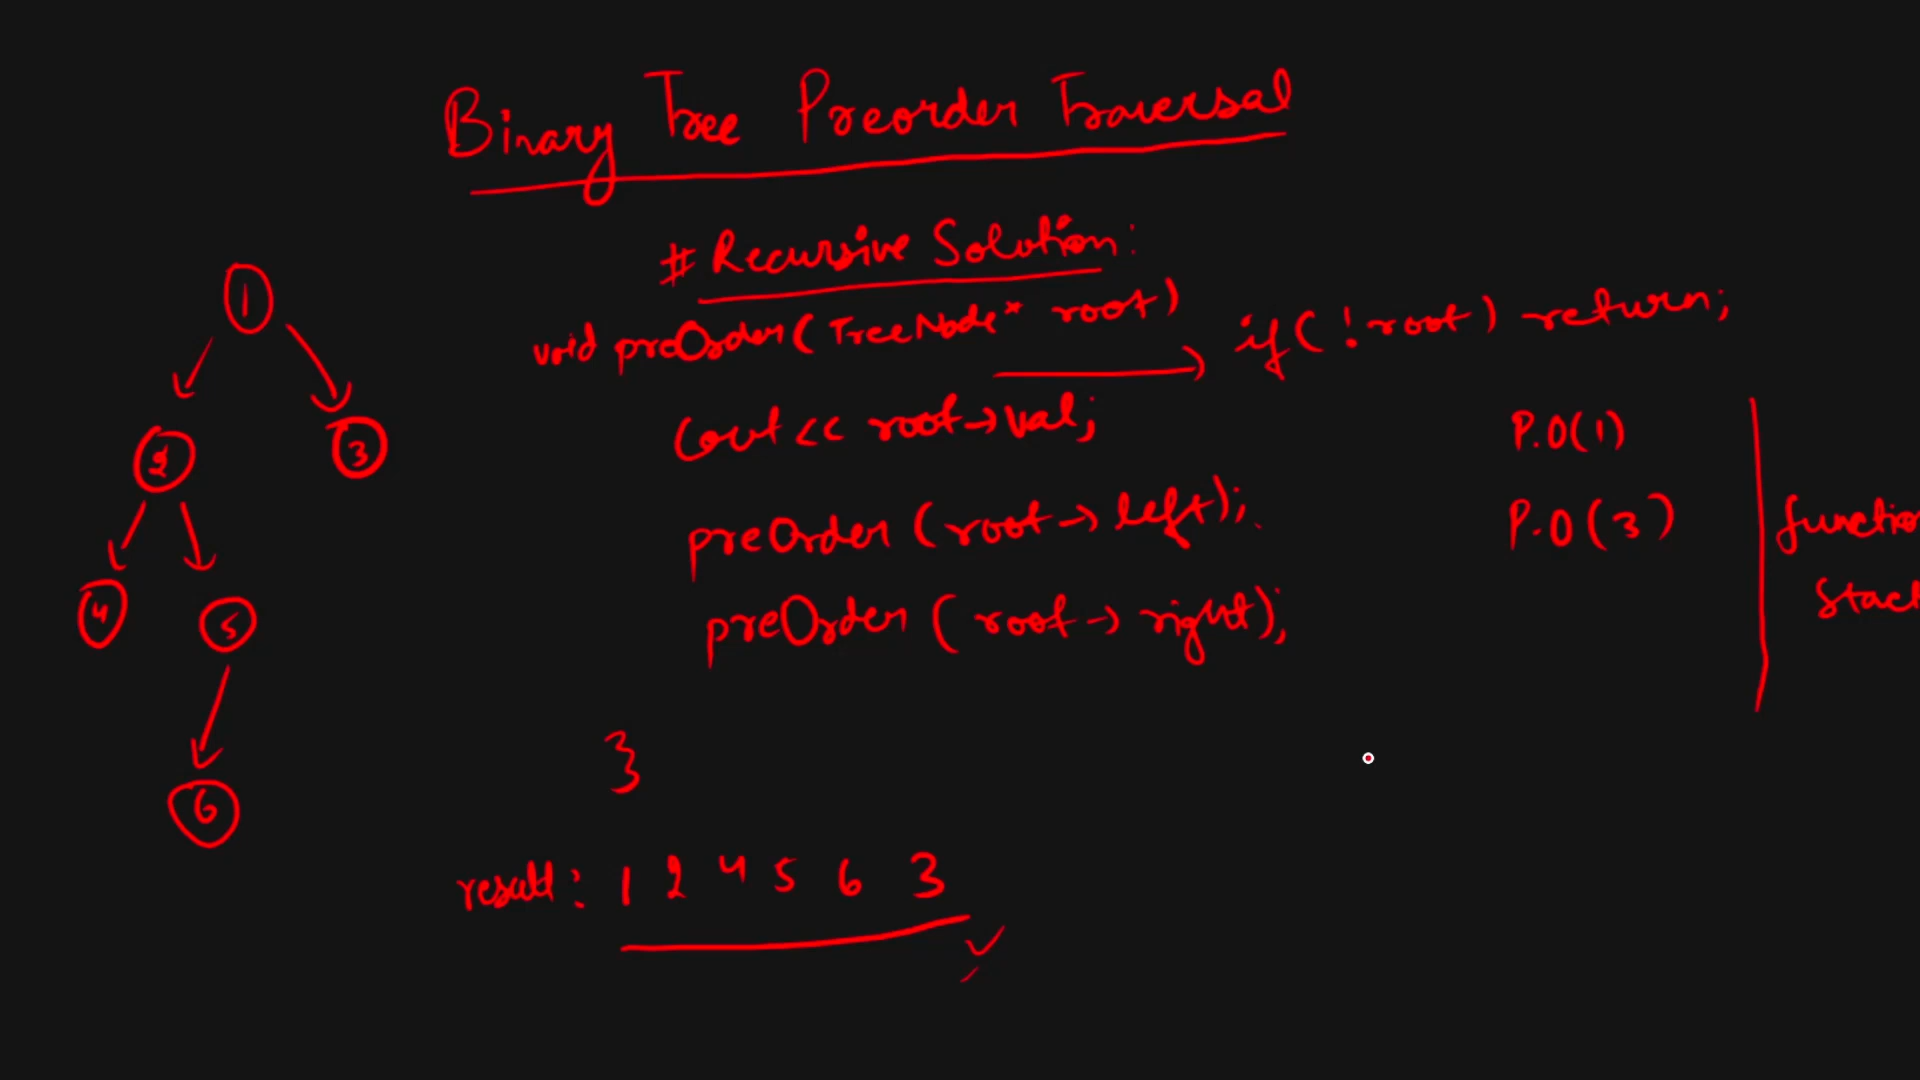 Binary Tree Preorder Traversal
# Recursive Solution:
void preOrder(TreeNode* root)
if(!root) return;
Cout << root->val;
preOrder(root->left);
preOrder(root->right);
}
result: 1 2 4 5 6 3
1
2
3
4
5
6
P.O(1)
P.O(3)
function
Stack